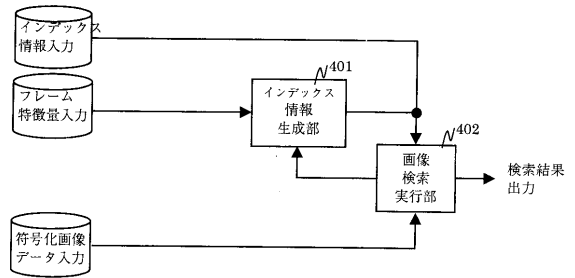 インデックス
情報入力
フレーム
特徴量入力
401
インデックス
情報
生成部
402
画像
検索
実行部
検索結果
出力
符号化画像
データ入力